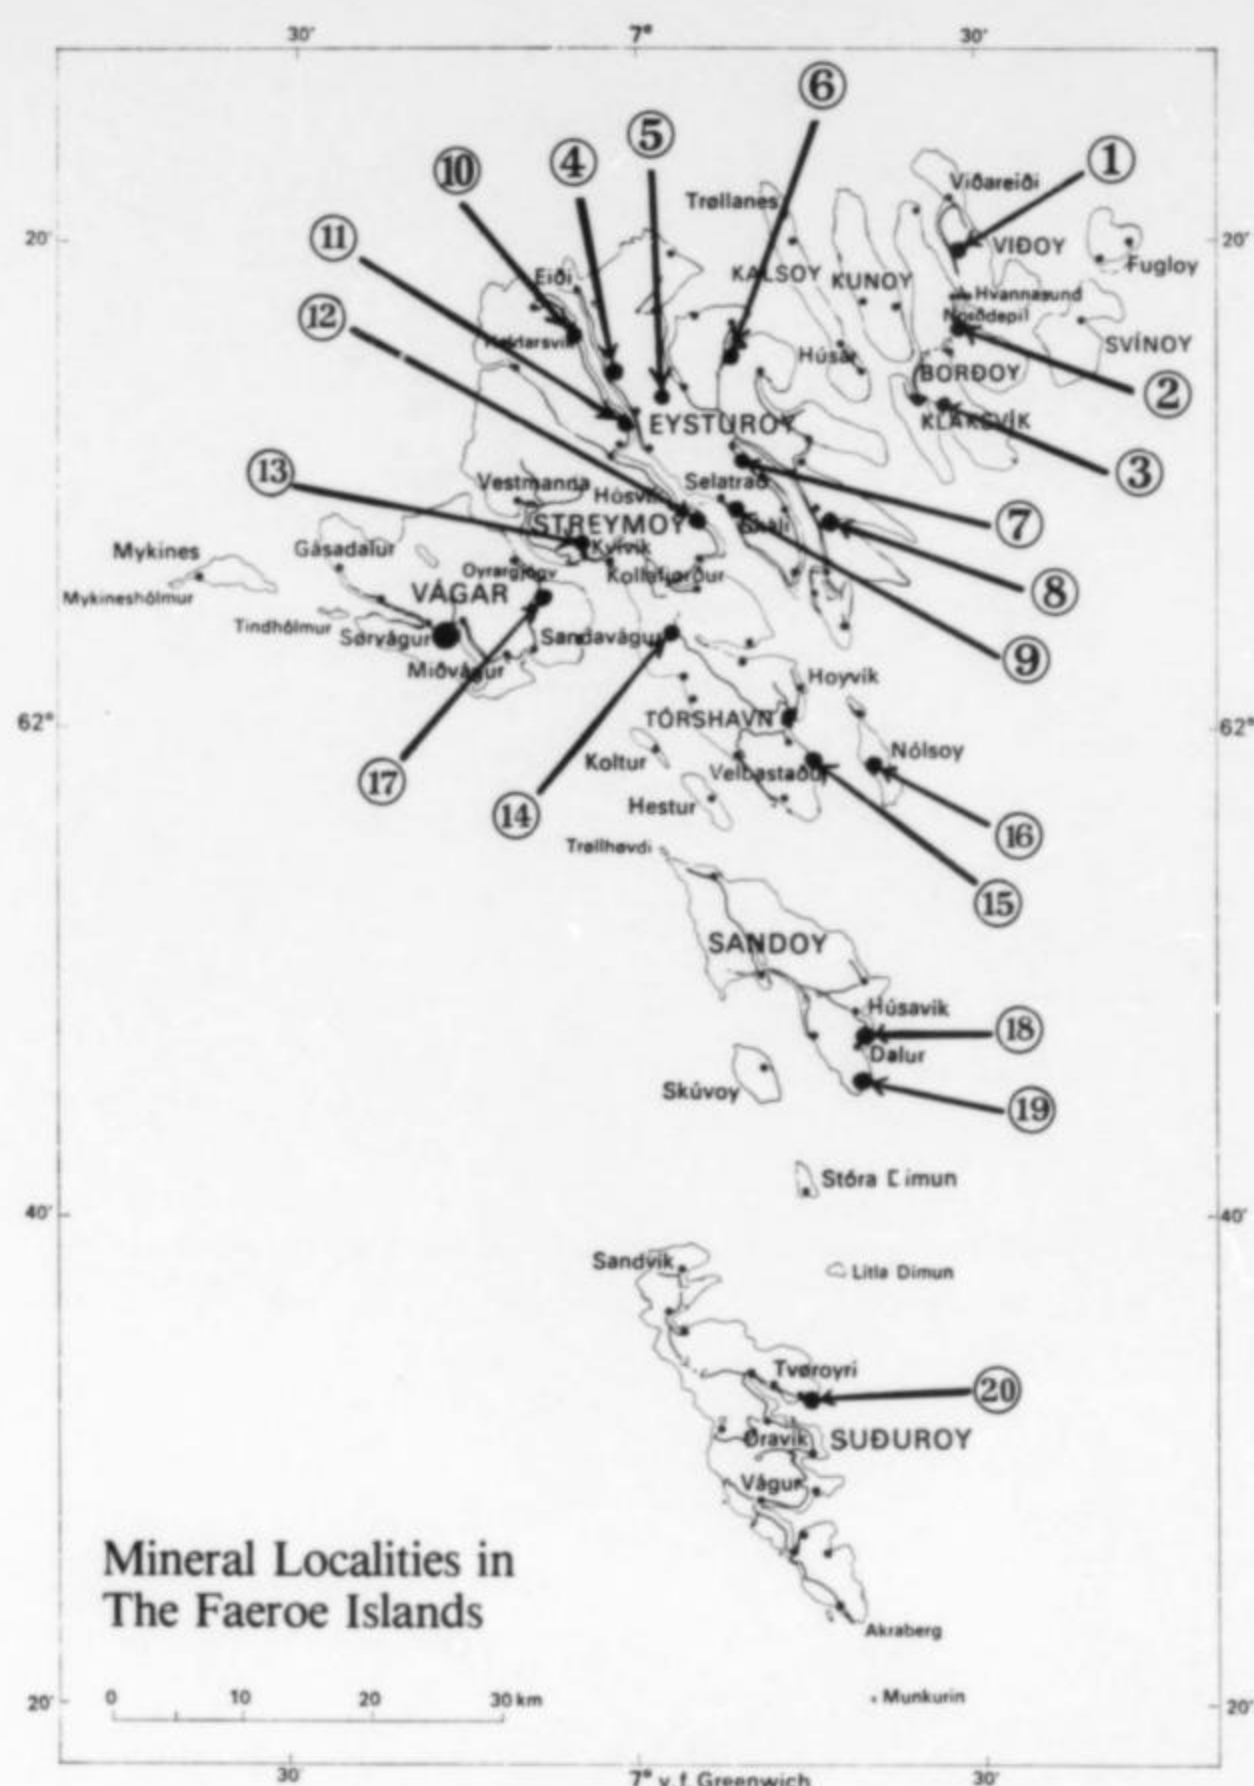 30' 7° 30'
⑥
⑤
⑩ ④ ①
Viðareiði
Trøllanes
⑪
20' 20'
VIÐOY
Fugloy
Eiði KALSOY KUNOY
Hvannasund
⑫ Norðdepil
Húsar SVÍNOY
BORÐOY
②
EYSTUROY KLAKSVÍK
⑬ ③
Vestmanna Húsvík Selatrað
STREYMOY ⑦
Mykines Gásadalur Kvívík
Oyrargjógv Kollafjørður
Mykineshólmur VÁGAR ⑧
Tindhólmur Sørvágur Sandavágur
⑨
Miðvágur Hoyvík
62° TÓRSHAVN 62°
Nólsoy
Koltur Velbastaður
⑰
Hestur
⑭ ⑯
Trøllhøvdi
⑮
SANDOY
Húsavík ⑱
Dalur
Skúvoy ⑲
Stóra Dimun
40' 40'
Sandvík
Litla Dimun
Tvøroyri ⑳
SUÐUROY
Vágur
Mineral Localities in
The Faeroe Islands
Akraberg
0 10 20 30 km
20' Munkurin 20'
30' 7° v. f. Greenwich 30'